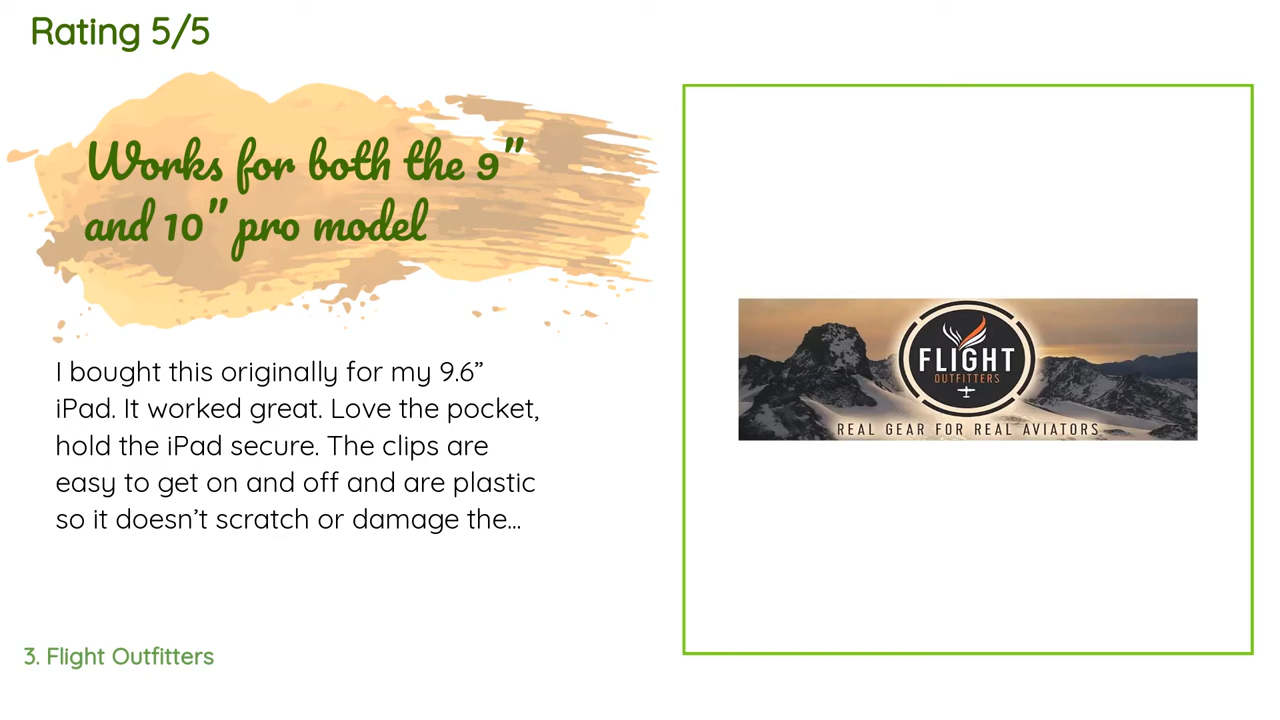 Rating 5/5
Works for both the 9"
and 10" pro model
I bought this originally for my 9.6”
iPad. It worked great. Love the pocket,
hold the iPad secure. The clips are
easy to get on and off and are plastic
so it doesn’t scratch or damage the...
FLIGHT
OUTFITTERS
REAL GEAR FOR REAL AVIATORS
3. Flight Outfitters